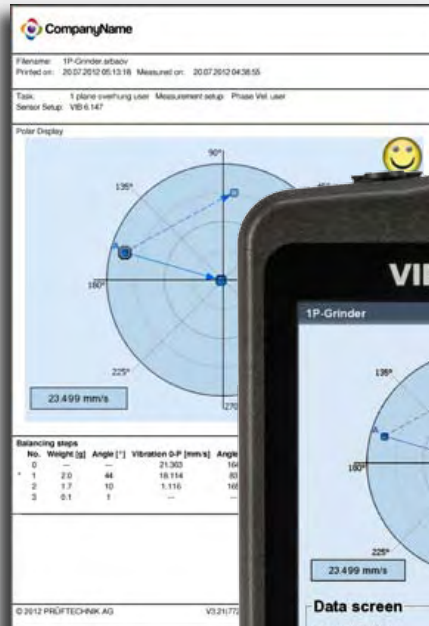 CompanyName
Filename: 1P-Grinder.srbaov
Printed on: 20.07.2012 05:13:18 Measured on: 20.07.2012 04:38:55
Task: 1 plane overhung user Measurement setup: Phase Vel. user
Sensor Setup: VIB 6.147
Polar Display
90°
135°
A
180°
225°
270
23.499 mm/s
Balancing steps
No. Weight [g] Angle [°] Vibration 0-P [mm/s] Angle
0 --- --- 21.363
* 1 2.0 44 18.114
2 1.7 10 1.116
3 0.1 1 --- ---
© 2012 PRÜFTECHNIK AG
1P-Grinder
135°
A
180°
225°
23.499 mm/s
Data screen